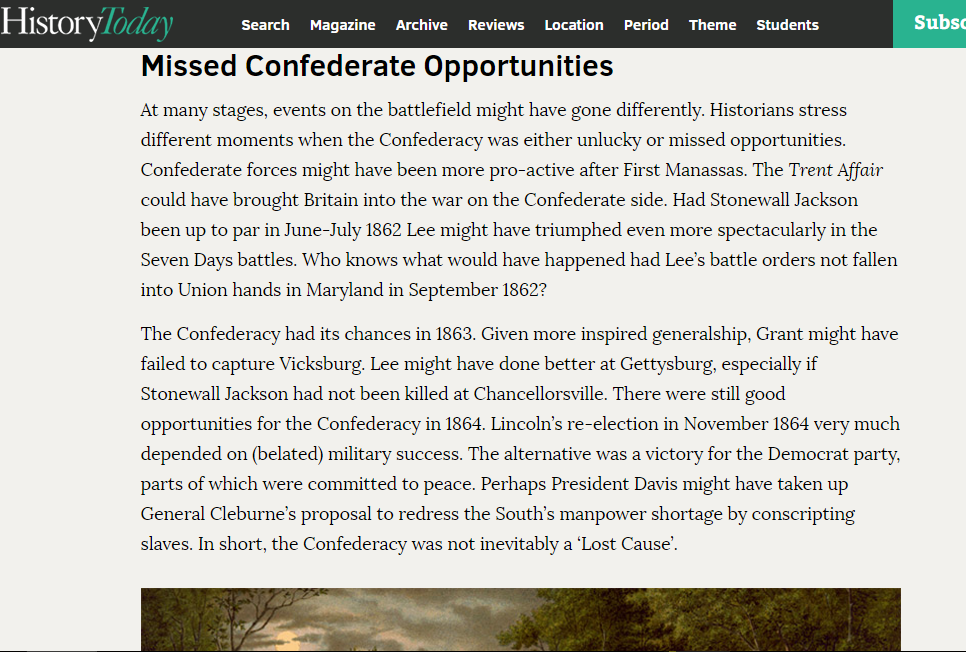 HistoryToday Search Magazine Archive Reviews Location Period Theme Students
Missed Confederate Opportunities
At many stages, events on the battlefield might have gone differently. Historians stress
different moments when the Confederacy was either unlucky or missed opportunities.
Confederate forces might have been more pro-active after First Manassas. The Trent Affair
could have brought Britain into the war on the Confederate side. Had Stonewall Jackson
been up to par in June-July 1862 Lee might have triumphed even more spectacularly in the
Seven Days battles. Who knows what would have happened had Lee’s battle orders not fallen
into Union hands in Maryland in September 1862?
The Confederacy had its chances in 1863. Given more inspired generalship, Grant might have
failed to capture Vicksburg. Lee might have done better at Gettysburg, especially if
Stonewall Jackson had not been killed at Chancellorsville. There were still good
opportunities for the Confederacy in 1864. Lincoln’s re-election in November 1864 very much
depended on (belated) military success. The alternative was a victory for the Democrat party,
parts of which were committed to peace. Perhaps President Davis might have taken up
General Cleburne’s proposal to redress the South’s manpower shortage by conscripting
slaves. In short, the Confederacy was not inevitably a ‘Lost Cause’.